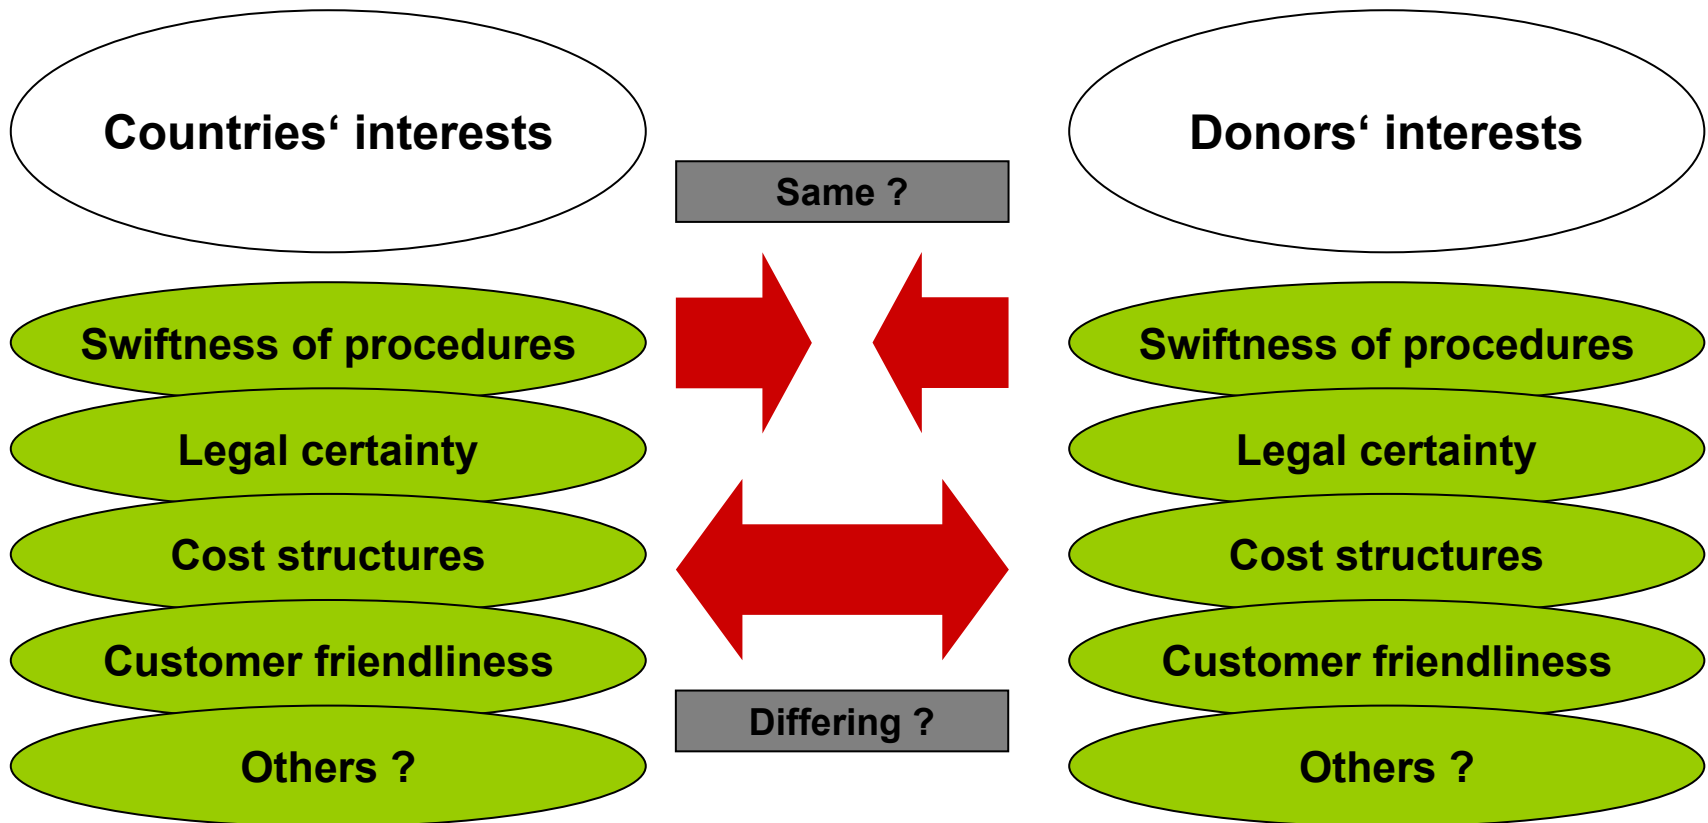 Countries‘ interests
Donors‘ interests
Same ?
Swiftness of procedures
Legal certainty
Cost structures
Customer friendliness
Others ?
Swiftness of procedures
Legal certainty
Cost structures
Customer friendliness
Others ?
Differing ?